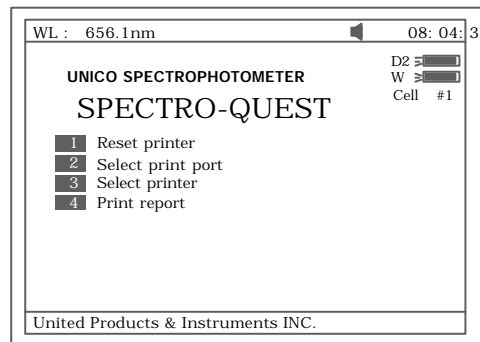 WL : 656.1nm 08: 04: 3
D2
UNICO SPECTROPHOTOMETER
W
SPECTRO-QUEST
Cell #1
1 Reset printer
2 Select print port
3 Select printer
4 Print report
United Products & Instruments INC.